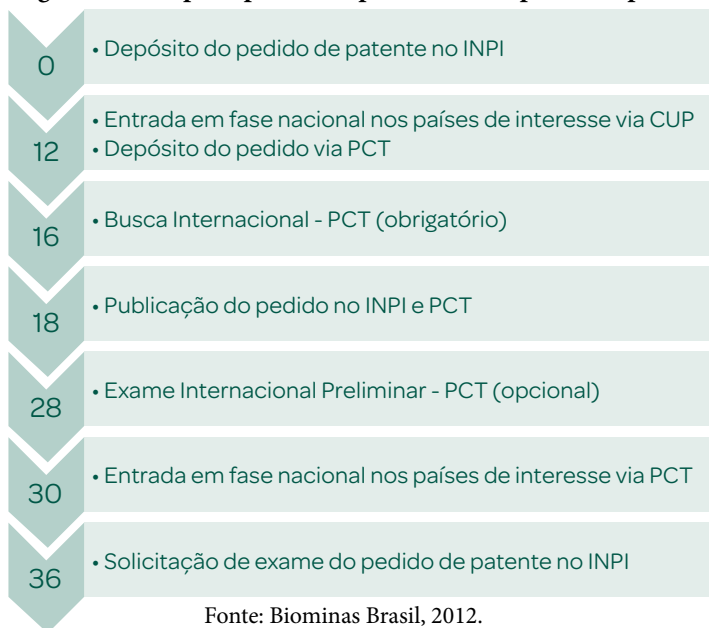 0
• Depósito do pedido de patente no INPI
12
• Entrada em fase nacional nos países de interesse via CUP
• Depósito do pedido via PCT
16
• Busca Internacional - PCT (obrigatório)
18
• Publicação do pedido no INPI e PCT
28
• Exame Internacional Preliminar - PCT (opcional)
30
• Entrada em fase nacional nos países de interesse via PCT
36
• Solicitação de exame do pedido de patente no INPI
Fonte: Biominas Brasil, 2012.